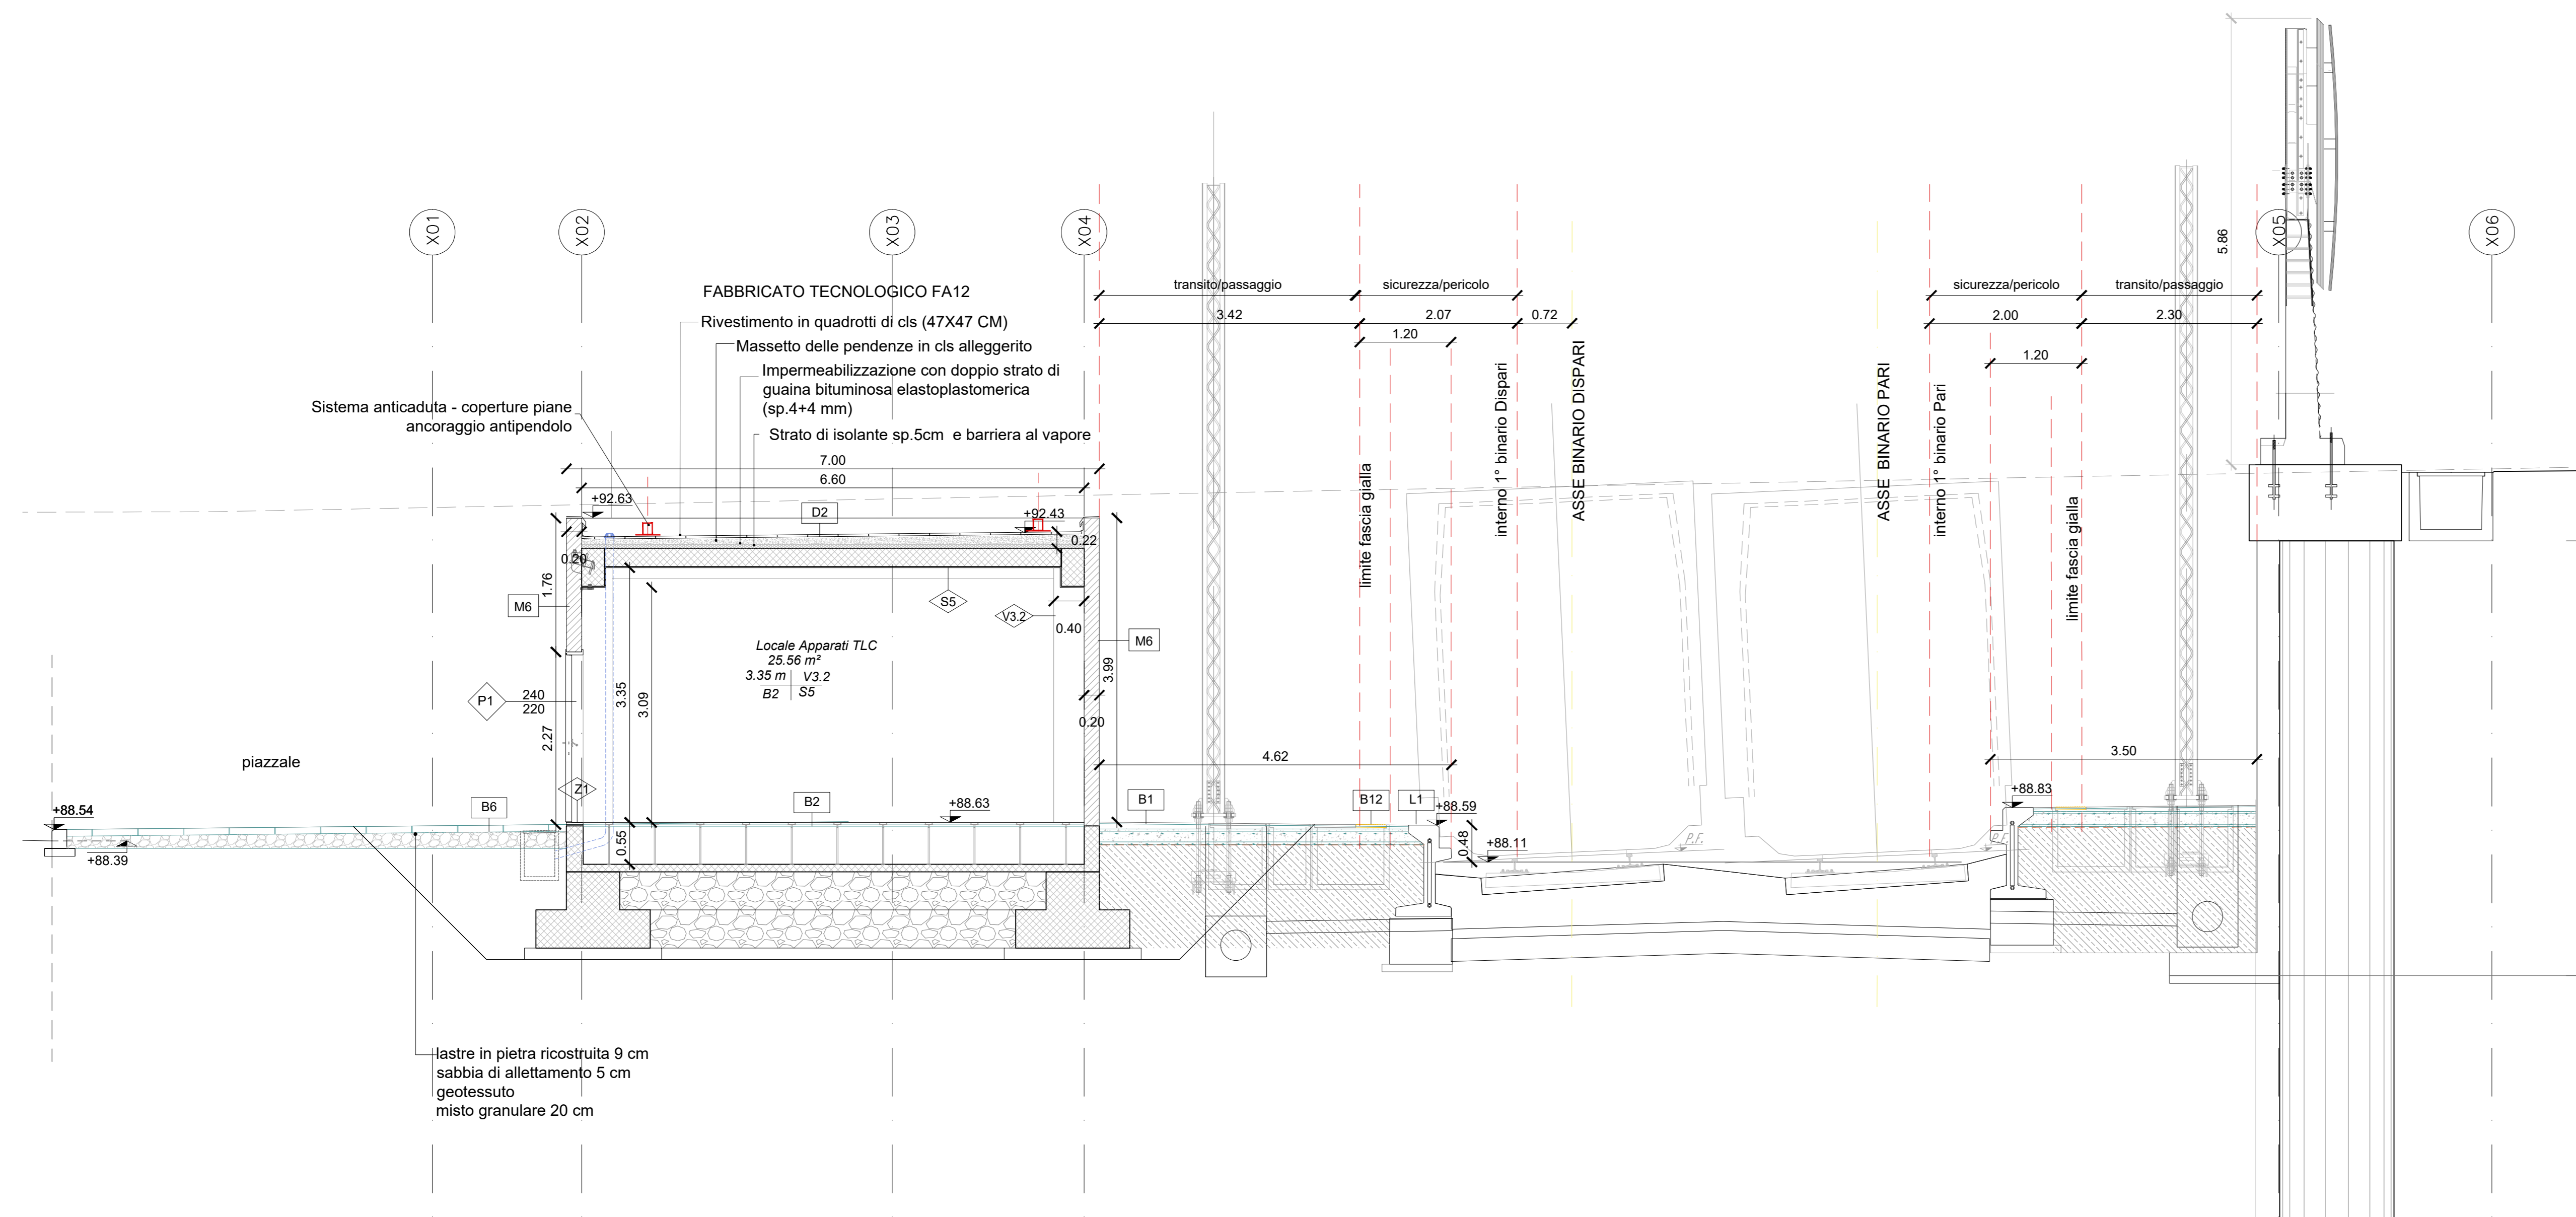 X01
X02
X03
X04
X05
X06
5.86
FABBRICATO TECNOLOGICO FA12
Rivestimento in quadrotti di cls (47X47 CM)
Massetto delle pendenze in cls alleggerito
Impermeabilizzazione con doppio strato di
guaina bituminosa elastoplastomerica
(sp.4+4 mm)
Strato di isolante sp.5cm e barriera al vapore
Sistema anticaduta - coperture piane
ancoraggio antipendolo
transito/passaggio
sicurezza/pericolo
3.42
2.07
0.72
1.20
sicurezza/pericolo
transito/passaggio
2.00
2.30
1.20
limite fascia gialla
interno 1° binario Dispari
ASSE BINARIO DISPARI
ASSE BINARIO PARI
interno 1° binario Pari
limite fascia gialla
7.00
6.60
+92.63
D2
+92.43
0.22
0.20
1.76
M6
S5
V3.2
0.40
M6
3.99
Locale Apparati TLC
25.56 m²
3.35 m
V3.2
B2
S5
3.35
3.09
P1
240
220
2.27
0.20
piazzale
Z1
4.62
3.50
+88.54
B6
B2
+88.63
B1
B12
L1
+88.59
+88.83
+88.39
0.55
0.48
+88.11
P.F.
P.F.
lastre in pietra ricostruita 9 cm
sabbia di allettamento 5 cm
geotessuto
misto granulare 20 cm